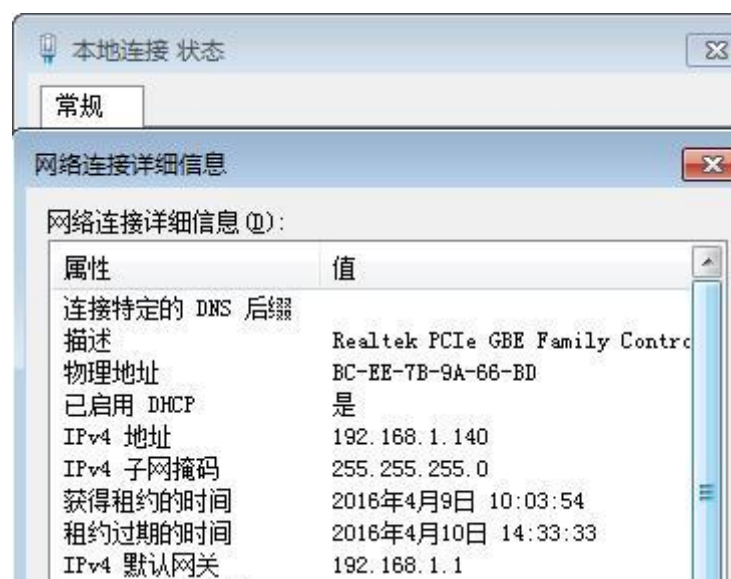 本地连接 状态
常规
网络连接详细信息
网络连接详细信息(D):
属性 值
连接特定的 DNS 后缀
描述 Realtek PCIe GBE Family Contro
物理地址 BC-EE-7B-9A-66-BD
已启用 DHCP 是
IPv4 地址 192.168.1.140
IPv4 子网掩码 255.255.255.0
获得租约的时间 2016年4月9日 10:03:54
租约过期的时间 2016年4月10日 14:33:33
IPv4 默认网关 192.168.1.1